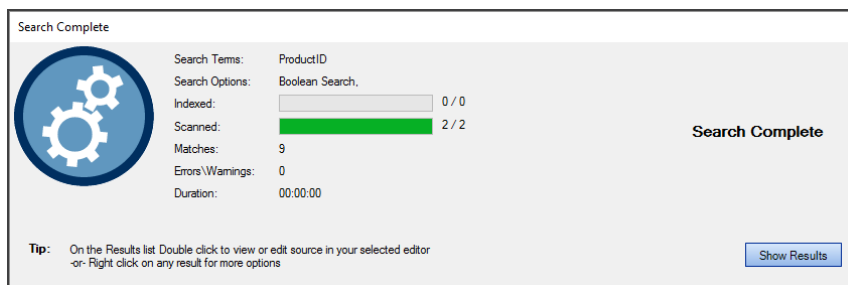 Search Complete
Search Terms: ProductID
Search Options: Boolean Search,
Indexed: 0 / 0
Scanned: 2 / 2
Matches: 9
Errors\Warnings: 0
Duration: 00:00:00
Search Complete
Tip: On the Results list Double click to view or edit source in your selected editor
-or- Right click on any result for more options
Show Results